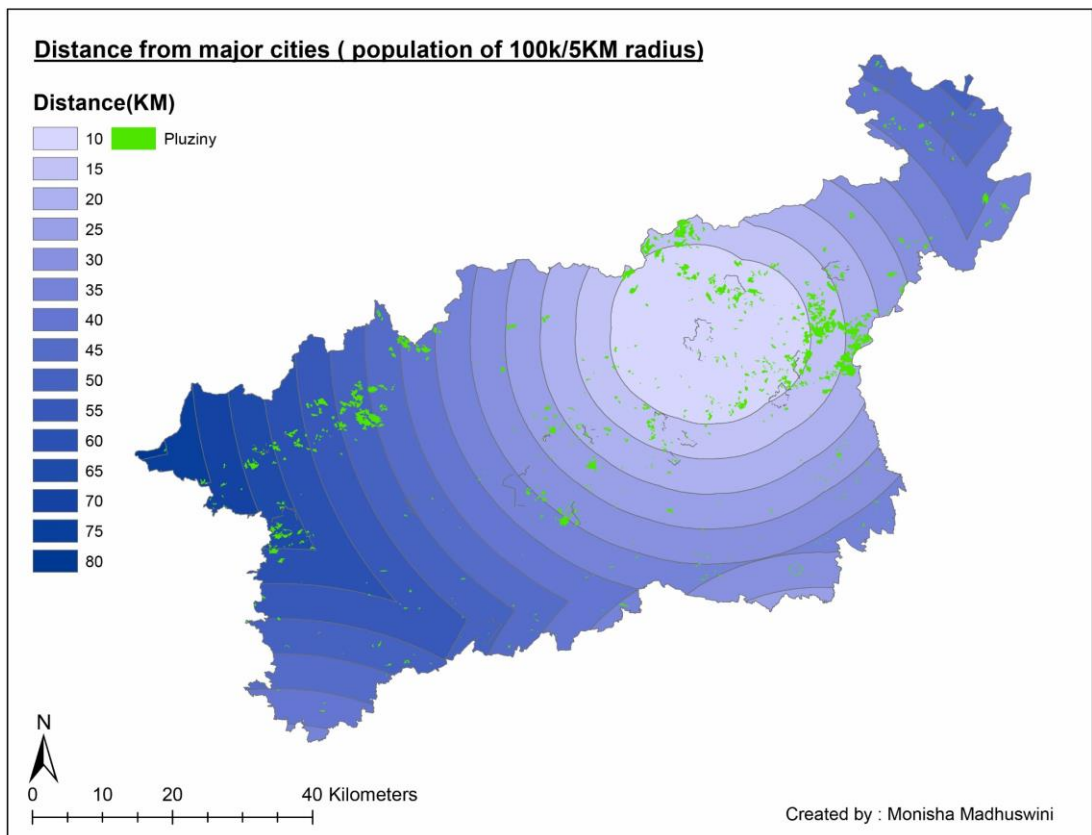 Distance from major cities ( population of 100k/5KM radius)
Distance(KM)
10 Pluziny
15
20
25
30
35
40
45
50
55
60
65
70
75
80
N
0 10 20 40 Kilometers
Created by : Monisha Madhuswini